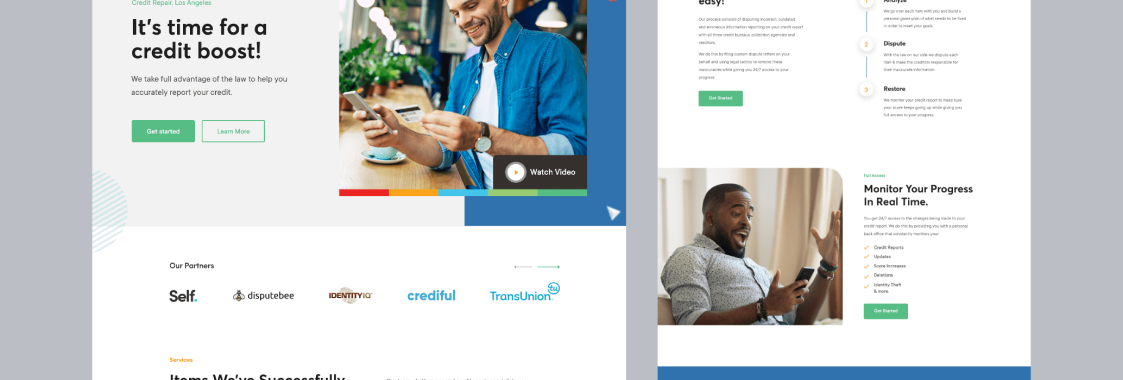 Credit Repair, Los Angeles
It's time for a
credit boost!
We take full advantage of the law to help you
accurately report your credit.
Get started
Learn More
Watch Video
Our Partners
Self.
disputebee
IDENTITYIQ
crediful
TransUnion
tu
Services
Items We've Successfully
easy!
Our process consists of disputing incorrect, outdated
and erroneous information reporting on your credit report
with all three credit bureaus, collection agencies and
creditors.
We do this by filing custom dispute letters on your
behalf and using legal tactics to remove these
inaccuracies while giving you 24/7 access to your
progress.
Get Started
1
Analyze
We go over each item with you and build a
personal game plan of what needs to be fixed
in order to meet your goals.
2
Dispute
With the law on our side we dispute each
item & make the creditors responsible for
their inaccurate information.
3
Restore
We monitor your credit report to make sure
your score keeps going up while giving you
full access to your progress.
Full Access
Monitor Your Progress
In Real Time.
You get 24/7 access to the changes being made to your
credit report. We do this by providing you with a personal
back office that constantly monitors your:
Credit Reports
Updates
Score Increases
Deletions
Identity Theft
& more.
Get Started